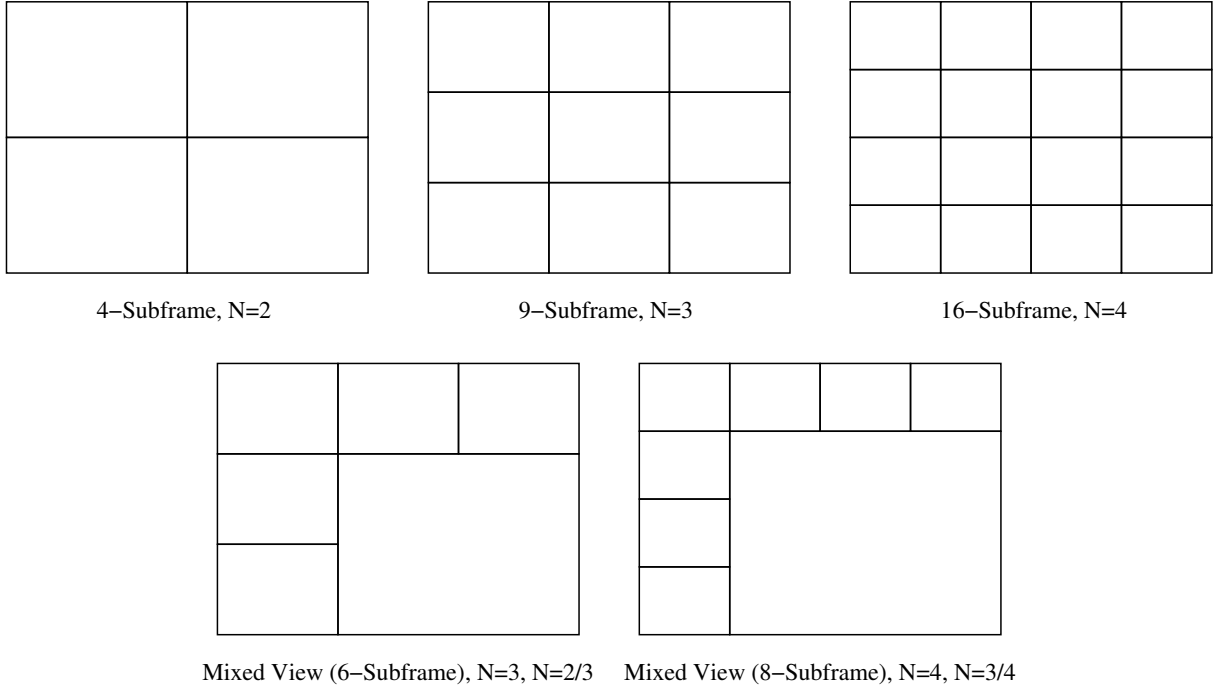 4−Subframe, N=2
9−Subframe, N=3
16−Subframe, N=4
Mixed View (6−Subframe), N=3, N=2/3
Mixed View (8−Subframe), N=4, N=3/4